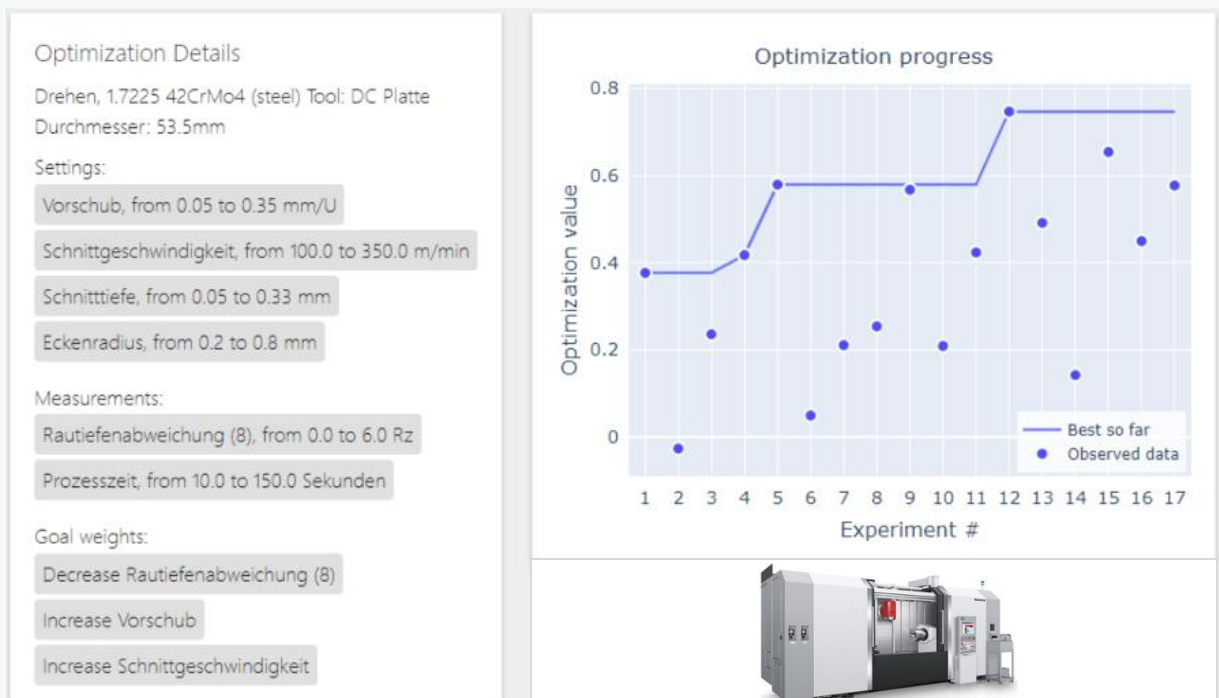 Optimization Details
Drehen, 1.7225 42CrMo4 (steel) Tool: DC Platte
Durchmesser: 53.5mm
Settings:
Vorschub, from 0.05 to 0.35 mm/U
Schnittgeschwindigkeit, from 100.0 to 350.0 m/min
Schnitttiefe, from 0.05 to 0.33 mm
Eckenradius, from 0.2 to 0.8 mm
Measurements:
Rautiefenabweichung (8), from 0.0 to 6.0 Rz
Prozesszeit, from 10.0 to 150.0 Sekunden
Goal weights:
Decrease Rautiefenabweichung (8)
Increase Vorschub
Increase Schnittgeschwindigkeit
Optimization progress
Optimization value
0.8
0.6
0.4
0.2
0
Best so far
Observed data
1 2 3 4 5 6 7 8 9 10 11 12 13 14 15 16 17
Experiment #